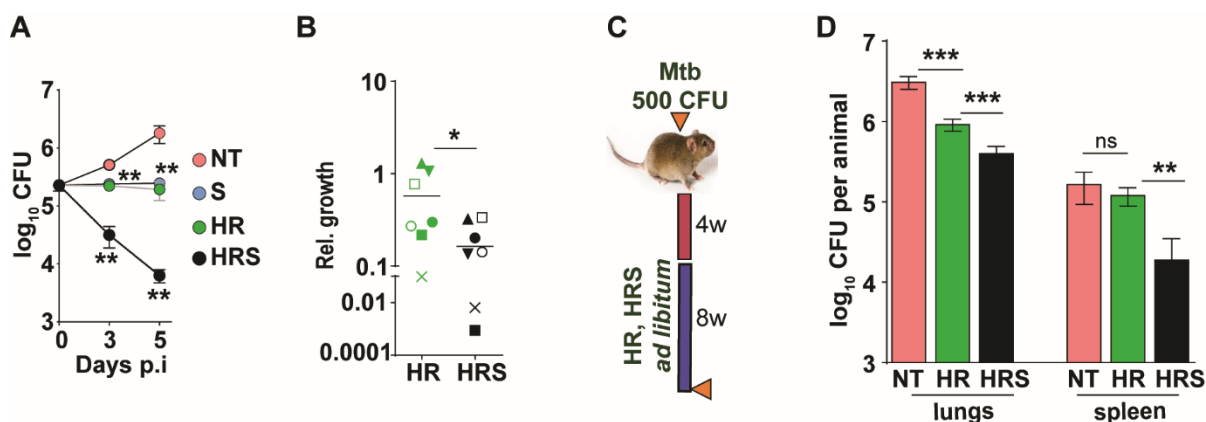 A
log₁₀ CFU
7
6
5
4
3
**
**
**
**
0
3
5
Days p.i
NT
S
HR
HRS
B
Rel. growth
10
1
0.1
0.01
0.0001
*
HR
HRS
C
Mtb
500 CFU
4w
HR, HRS
ad libitum
8w
D
log₁₀ CFU per animal
7
6
5
4
3
***
***
ns
**
NT HR HRS
NT HR HRS
lungs
spleen